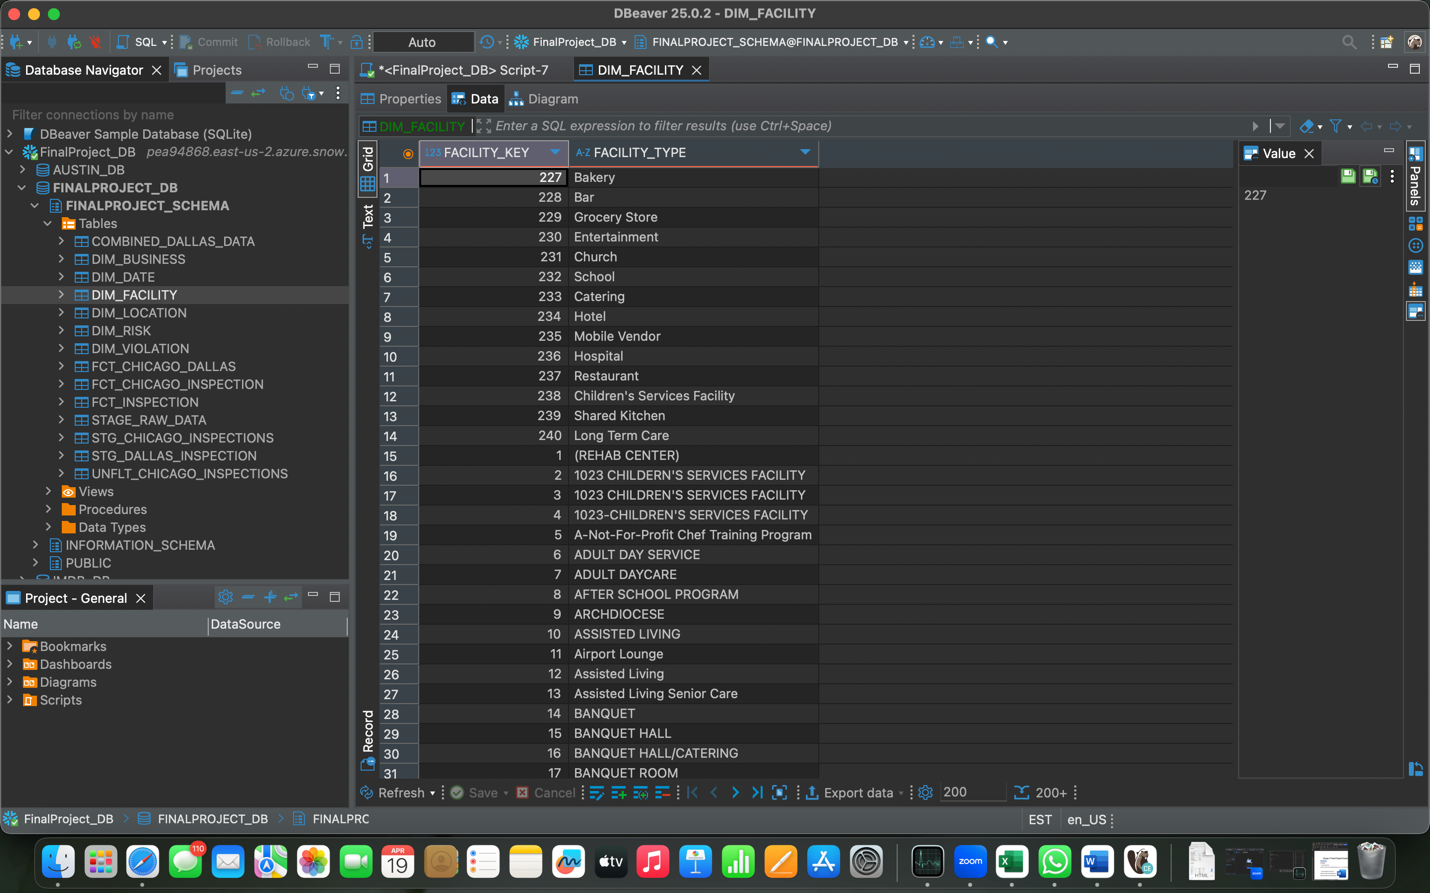 DBeaver 25.0.2 - DIM_FACILITY
SQL
Commit
Rollback
Auto
FinalProject_DB
FINALPROJECT_SCHEMA@FINALPROJECT_DB
Database Navigator
Projects
*<FinalProject_DB> Script-7
DIM_FACILITY
Properties
Data
Diagram
Filter connections by name
DIM_FACILITY
Enter a SQL expression to filter results (use Ctrl+Space)
DBeaver Sample Database (SQLite)
FinalProject_DB pea94868.east-us-2.azure.snow.
AUSTIN_DB
FINALPROJECT_DB
FINALPROJECT_SCHEMA
Tables
COMBINED_DALLAS_DATA
DIM_BUSINESS
DIM_DATE
DIM_FACILITY
DIM_LOCATION
DIM_RISK
DIM_VIOLATION
FCT_CHICAGO_DALLAS
FCT_CHICAGO_INSPECTION
FCT_INSPECTION
STAGE_RAW_DATA
STG_CHICAGO_INSPECTIONS
STG_DALLAS_INSPECTION
UNFLT_CHICAGO_INSPECTIONS
Views
Procedures
Data Types
INFORMATION_SCHEMA
PUBLIC
Project - General
Name DataSource
Bookmarks
Dashboards
Diagrams
Scripts
Grid
Text
Record
123 FACILITY_KEY A-Z FACILITY_TYPE
1 227 Bakery
2 228 Bar
3 229 Grocery Store
4 230 Entertainment
5 231 Church
6 232 School
7 233 Catering
8 234 Hotel
9 235 Mobile Vendor
10 236 Hospital
11 237 Restaurant
12 238 Children's Services Facility
13 239 Shared Kitchen
14 240 Long Term Care
15 1 (REHAB CENTER)
16 2 1023 CHILDERN'S SERVICES FACILITY
17 3 1023 CHILDREN'S SERVICES FACILITY
18 4 1023-CHILDREN'S SERVICES FACILITY
19 5 A-Not-For-Profit Chef Training Program
20 6 ADULT DAY SERVICE
21 7 ADULT DAYCARE
22 8 AFTER SCHOOL PROGRAM
23 9 ARCHDIOCESE
24 10 ASSISTED LIVING
25 11 Airport Lounge
26 12 Assisted Living
27 13 Assisted Living Senior Care
28 14 BANQUET
29 15 BANQUET HALL
30 16 BANQUET HALL/CATERING
31 17 BANQUET ROOM
Value
227
Panels
Refresh
Save
Cancel
Export data
200
200+
FinalProject_DB
FINALPROJECT_DB
FINALPRC
EST
en_US
110
APR
19
tv
zoom